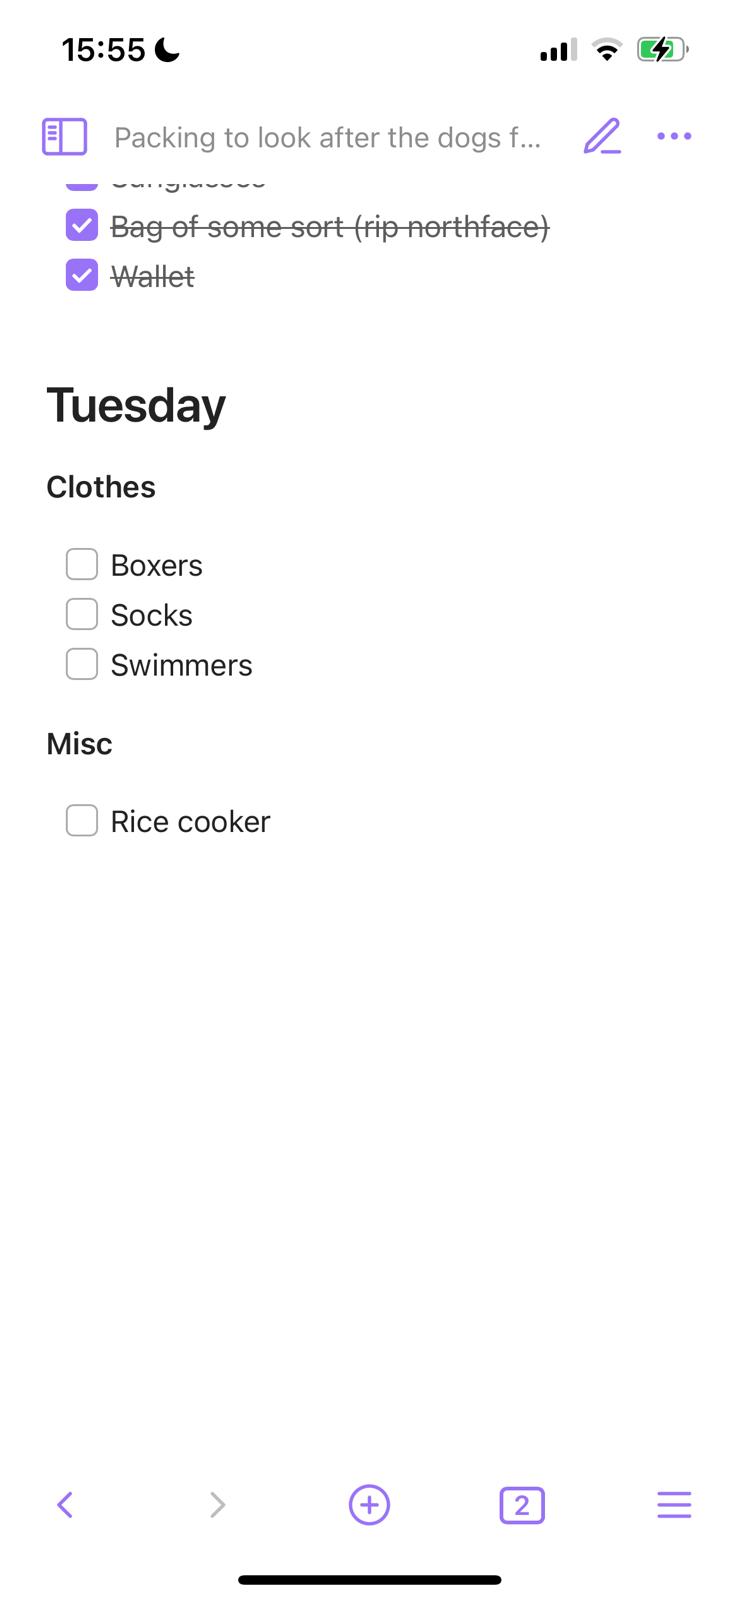 15:55
Packing to look after the dogs f...
Sunglasses
Bag of some sort (rip northface)
Wallet
Tuesday
Clothes
Boxers
Socks
Swimmers
Misc
Rice cooker
2